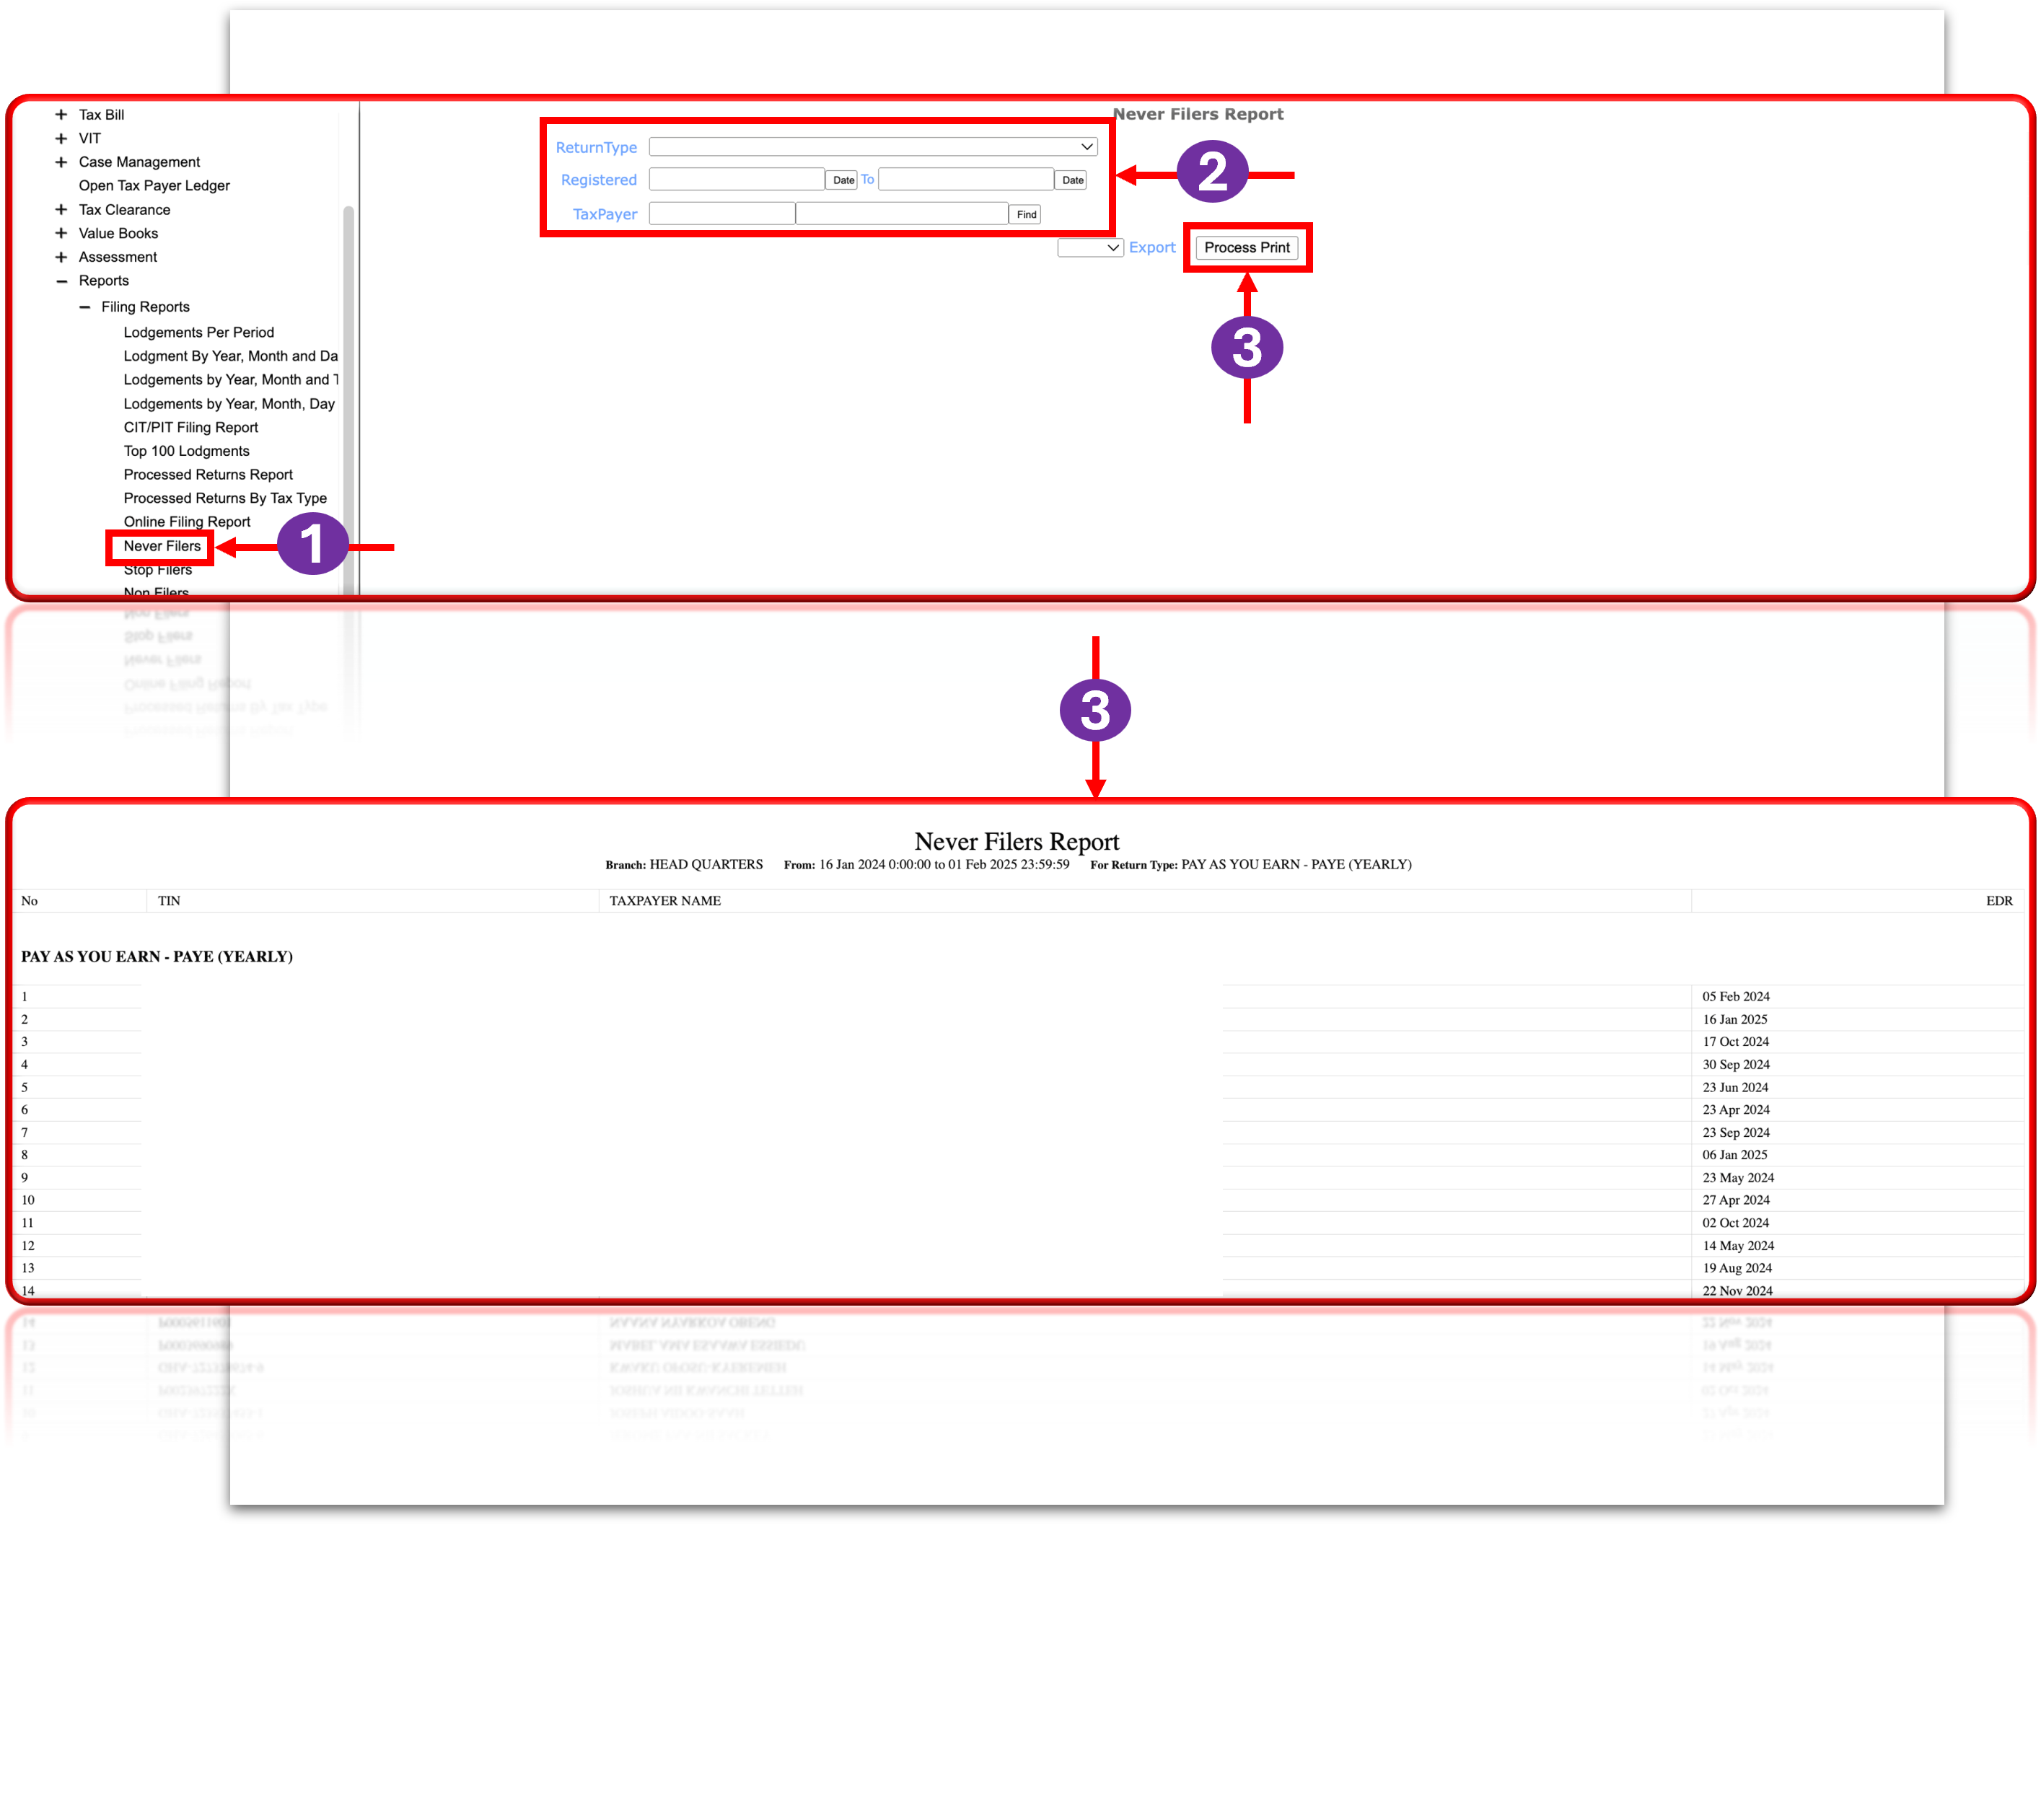 Never Filers Report
Tax Bill
VIT
Case Management
Open Tax Payer Ledger
Tax Clearance
Value Books
Assessment
Reports
Filing Reports
Lodgements Per Period
Lodgment By Year, Month and Da
Lodgements by Year, Month and T
Lodgements by Year, Month, Day
CIT/PIT Filing Report
Top 100 Lodgments
Processed Returns Report
Processed Returns By Tax Type
Online Filing Report
Never Filers
Stop Filers
Non Filers
1
ReturnType
Registered Date To Date
TaxPayer Find
2
Export Process Print
3
3
Never Filers Report
Branch: HEAD QUARTERS From: 16 Jan 2024 0:00:00 to 01 Feb 2025 23:59:59 For Return Type: PAY AS YOU EARN - PAYE (YEARLY)
No TIN TAXPAYER NAME EDR
PAY AS YOU EARN - PAYE (YEARLY)
1 05 Feb 2024
2 16 Jan 2025
3 17 Oct 2024
4 30 Sep 2024
5 23 Jun 2024
6 23 Apr 2024
7 23 Sep 2024
8 06 Jan 2025
9 23 May 2024
10 27 Apr 2024
11 02 Oct 2024
12 14 May 2024
13 19 Aug 2024
14 22 Nov 2024